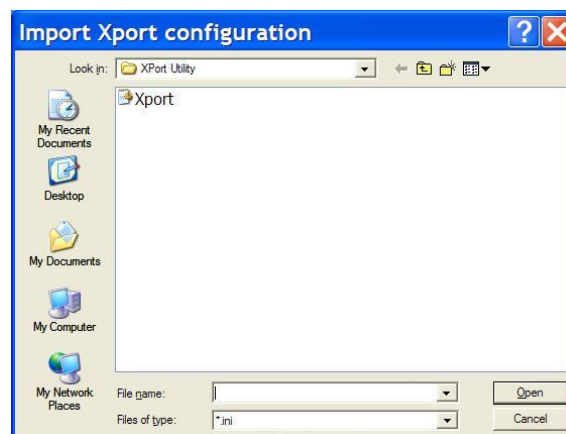 Import Xport configuration
Look in: XPort Utility
Xport
My Recent
Documents
Desktop
My Documents
My Computer
My Network
Places
File name:
Open
Files of type: *.ini
Cancel